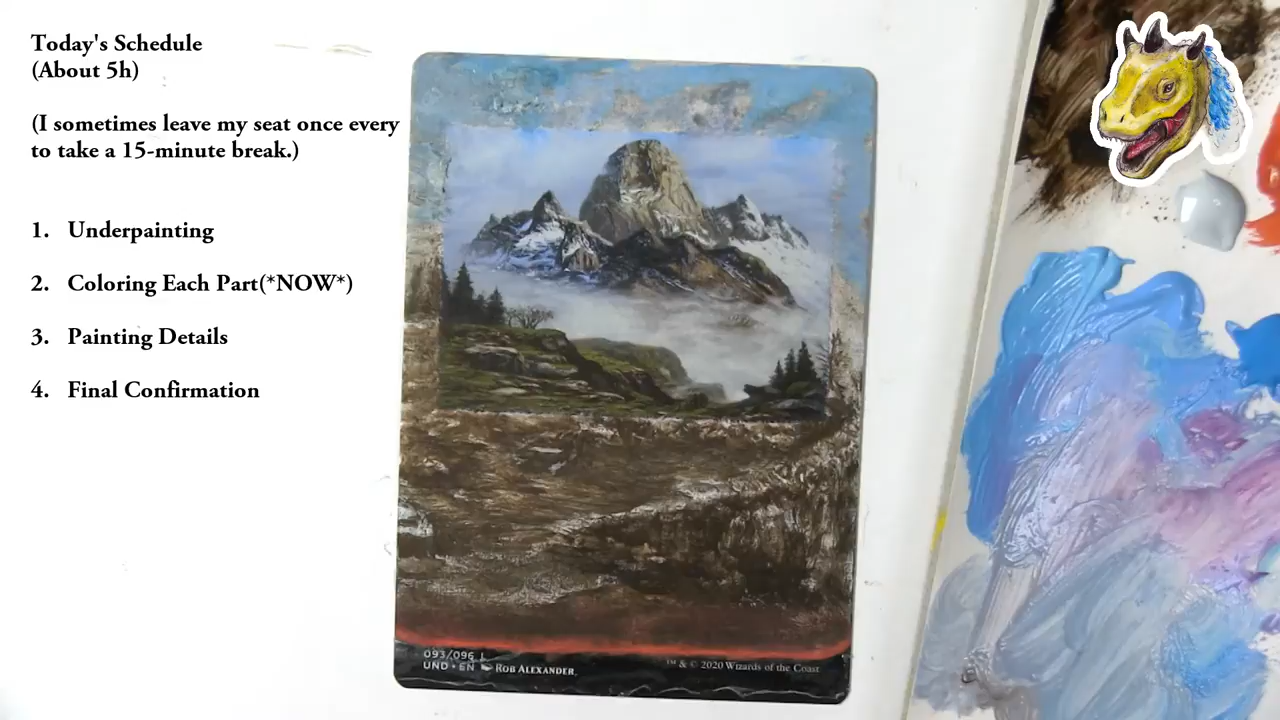 Today's Schedule
(About 5h)
(I sometimes leave my seat once every
to take a 15-minute break.)
1. Underpainting
2. Coloring Each Part(*NOW*)
3. Painting Details
4. Final Confirmation
093/096 L
UND • EN ROB ALEXANDER
™ & © 2020 Wizards of the Coast